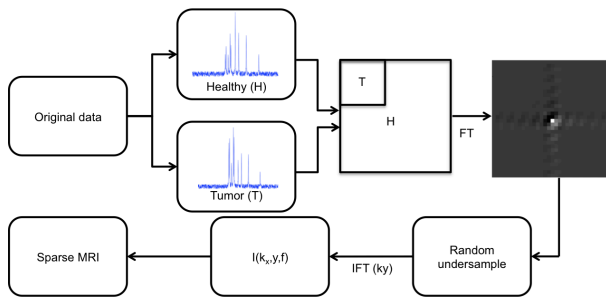 Original data
Healthy (H)
Tumor (T)
T
H
FT
Random
undersample
IFT (ky)
I(kₓ,y,f)
Sparse MRI